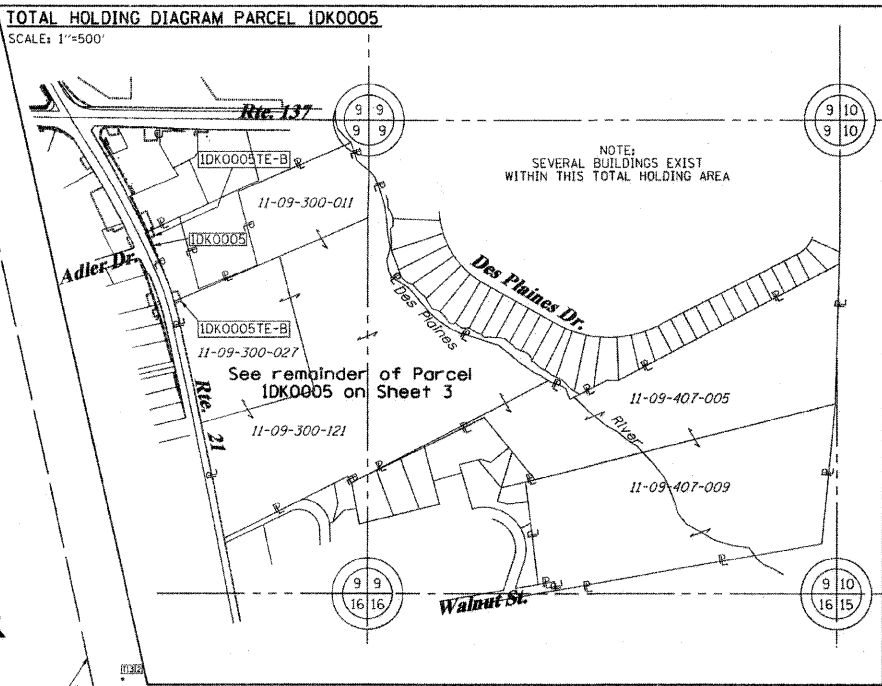 TOTAL HOLDING DIAGRAM PARCEL 1DK0005
SCALE: 1"=500'
Rte. 137
9 9
9 9
9 10
9 10
NOTE:
SEVERAL BUILDINGS EXIST
WITHIN THIS TOTAL HOLDING AREA
1DK0005TE-B
11-09-300-011
1DK0005
Adler Dr.
Des Plaines Dr.
Des Plaines
1DK0005TE-B
11-09-300-027
See remainder of Parcel
1DK0005 on Sheet 3
Rte. 21
11-09-407-005
11-09-300-121
River
11-09-407-009
9 9
16 16
Walnut St.
9 10
16 15